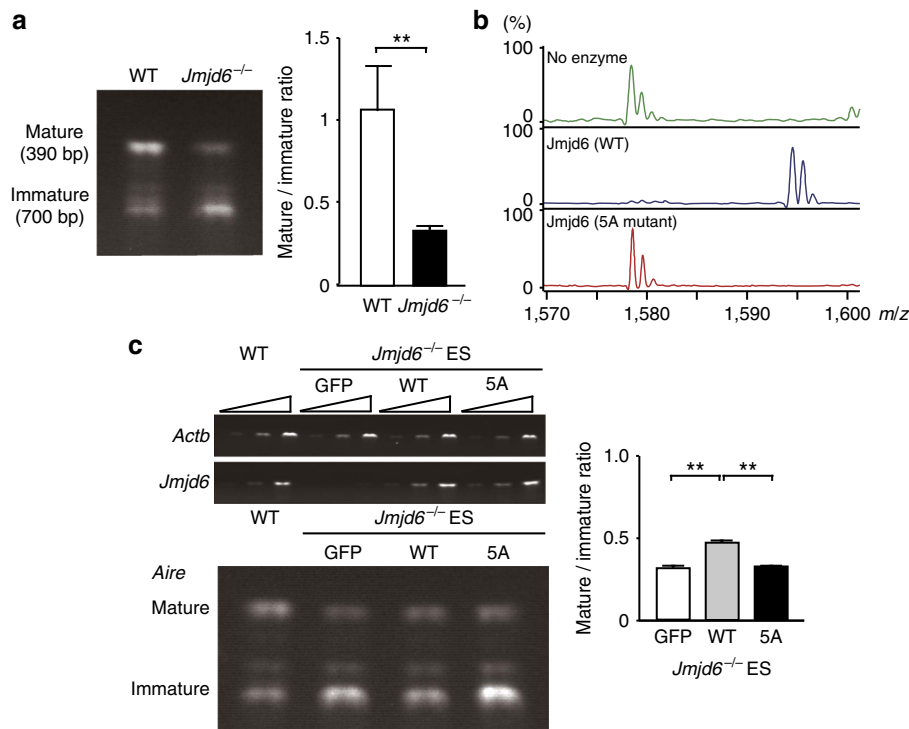 a
WT Jmjd6–/–
Mature
(390 bp)
Immature
(700 bp)
Mature / immature ratio
1.5
1
0.5
0
**
WT Jmjd6–/–
b
(%)
100
No enzyme
0
100
Jmjd6 (WT)
0
100
Jmjd6 (5A mutant)
0
1,570 1,580 1,590 1,600 m/z
c
WT Jmjd6–/– ES
GFP WT 5A
Actb
Jmjd6
WT Jmjd6–/– ES
GFP WT 5A
Aire
Mature
Immature
Mature / immature ratio
1.0
0.5
0
** **
GFP WT 5A
Jmjd6–/– ES